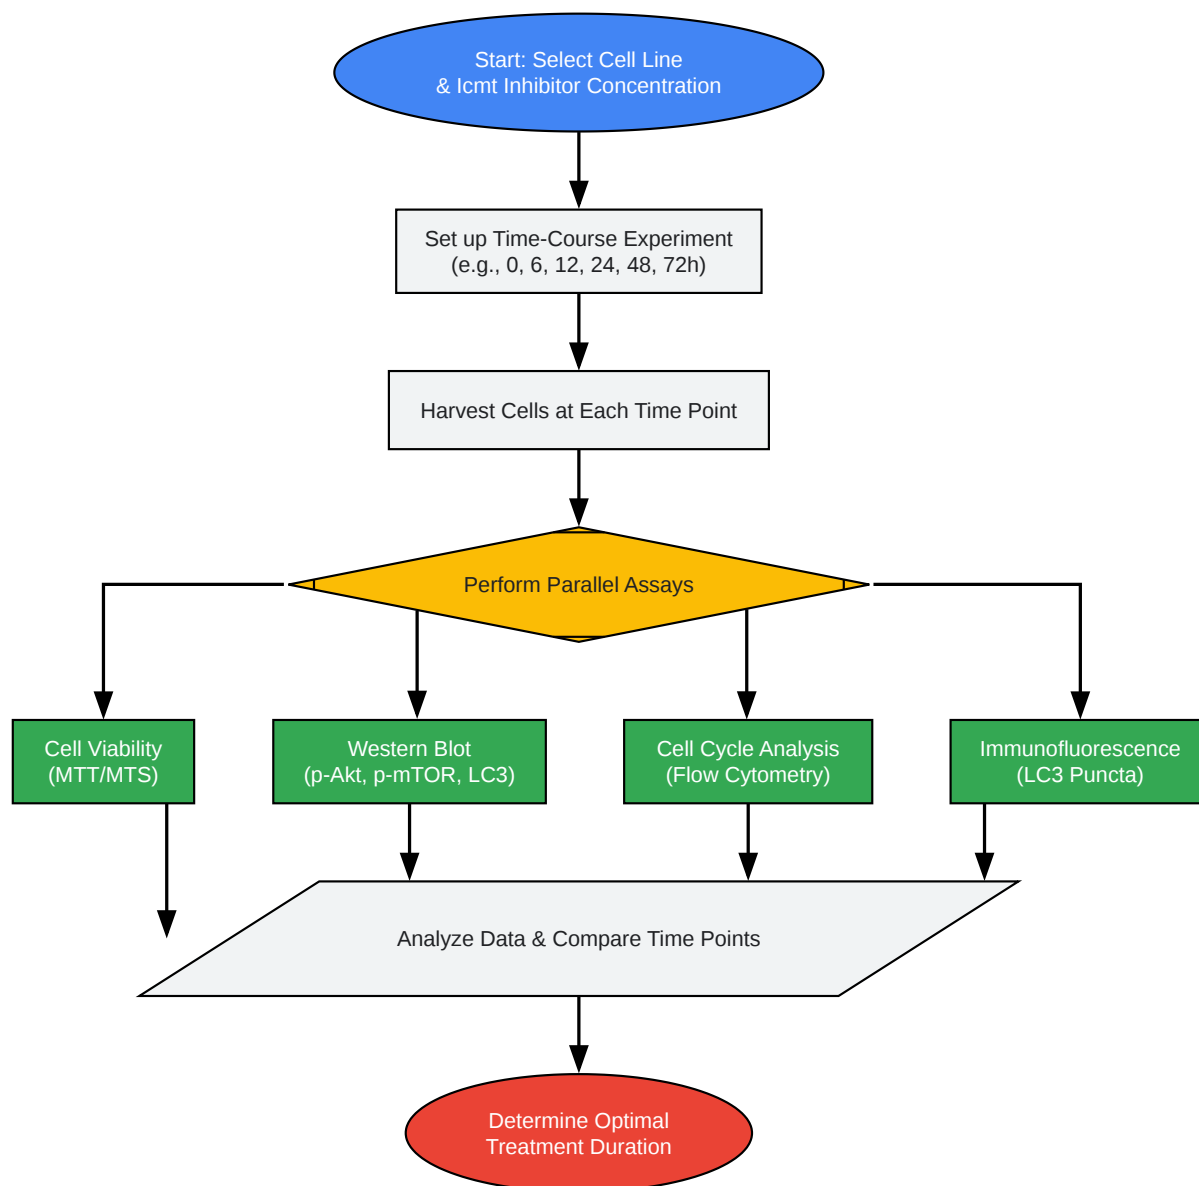 Start: Select Cell Line
& Icmt Inhibitor Concentration
Set up Time-Course Experiment
(e.g., 0, 6, 12, 24, 48, 72h)
Harvest Cells at Each Time Point
Perform Parallel Assays
Cell Viability
(MTT/MTS)
Western Blot
(p-Akt, p-mTOR, LC3)
Cell Cycle Analysis
(Flow Cytometry)
Immunofluorescence
(LC3 Puncta)
Analyze Data & Compare Time Points
Determine Optimal
Treatment Duration